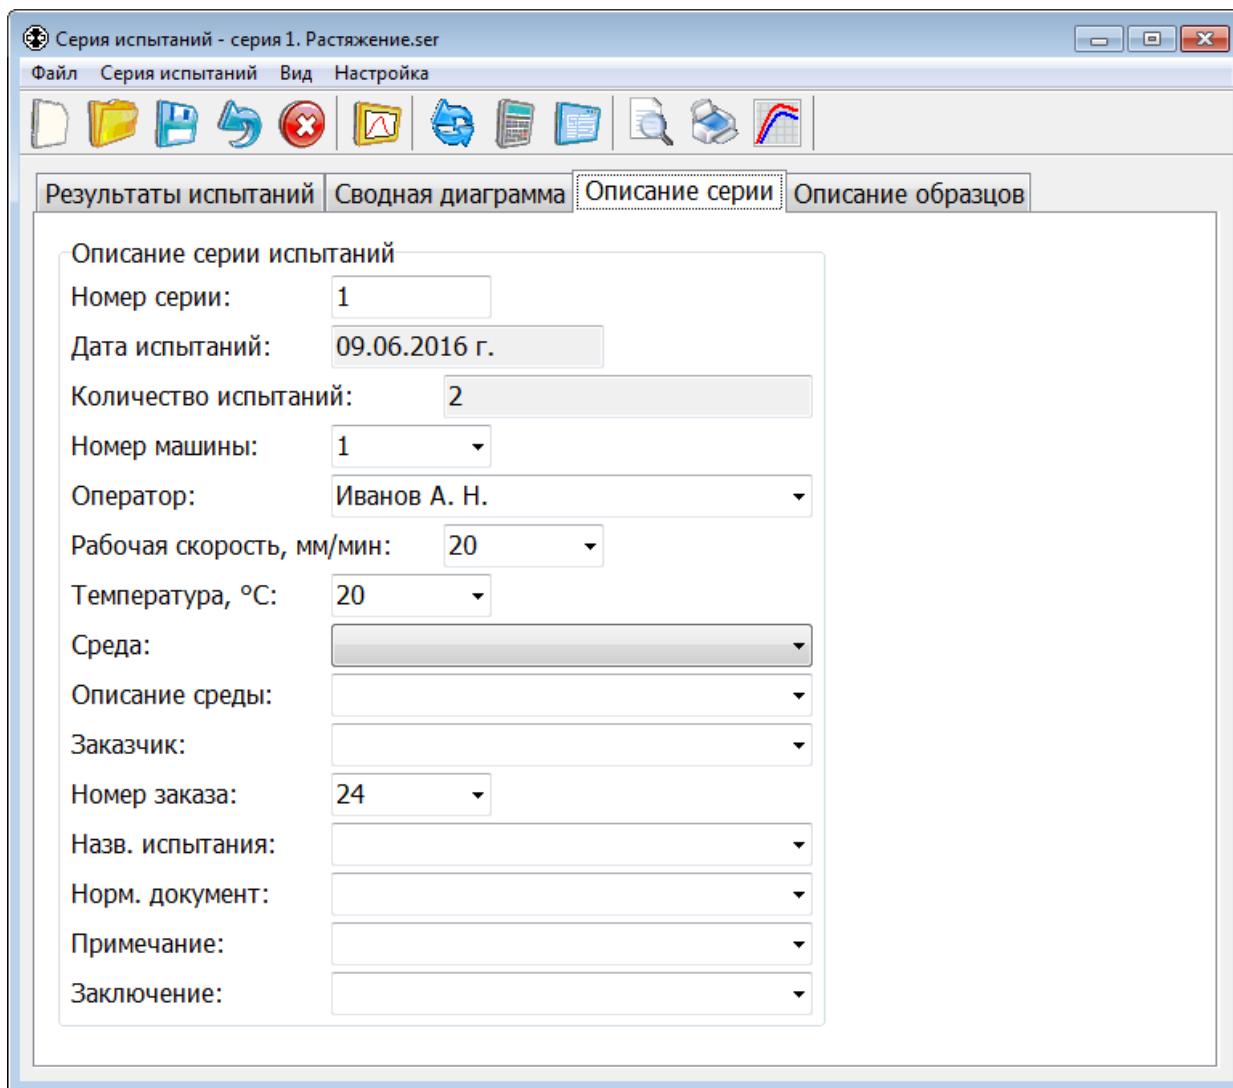 Серия испытаний - серия 1. Растяжение.ser
Файл Серия испытаний Вид Настройка
Результаты испытаний Сводная диаграмма Описание серии Описание образцов
Описание серии испытаний
Номер серии: 1
Дата испытаний: 09.06.2016 г.
Количество испытаний: 2
Номер машины: 1
Оператор: Иванов А. Н.
Рабочая скорость, мм/мин: 20
Температура, °С: 20
Среда:
Описание среды:
Заказчик:
Номер заказа: 24
Назв. испытания:
Норм. документ:
Примечание:
Заключение: